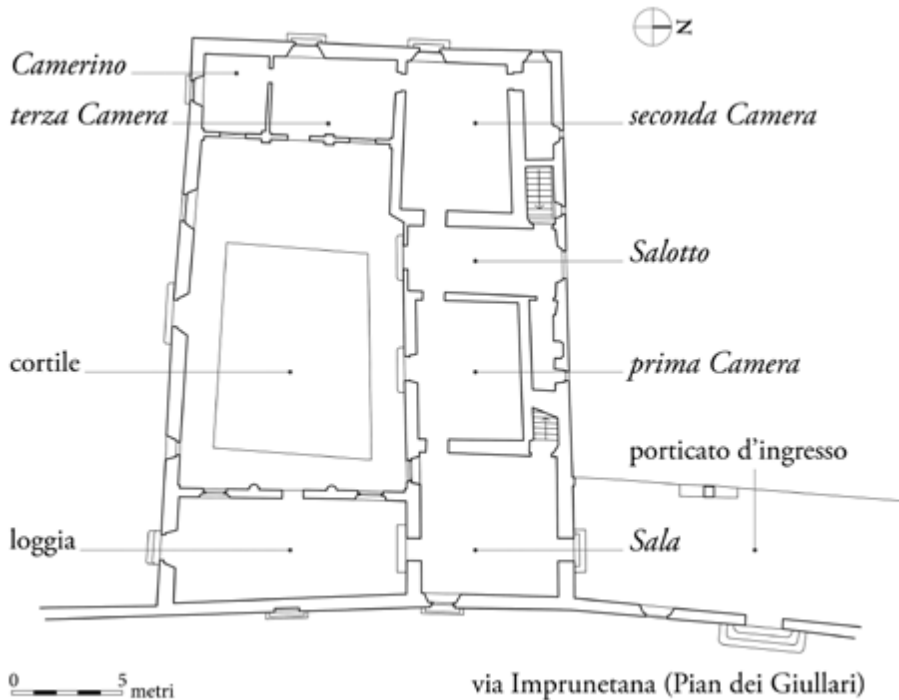 N
Camerino
terza Camera
seconda Camera
Salotto
cortile
prima Camera
porticato d'ingresso
loggia
Sala
0 5 metri
via Imprunetana (Pian dei Giullari)